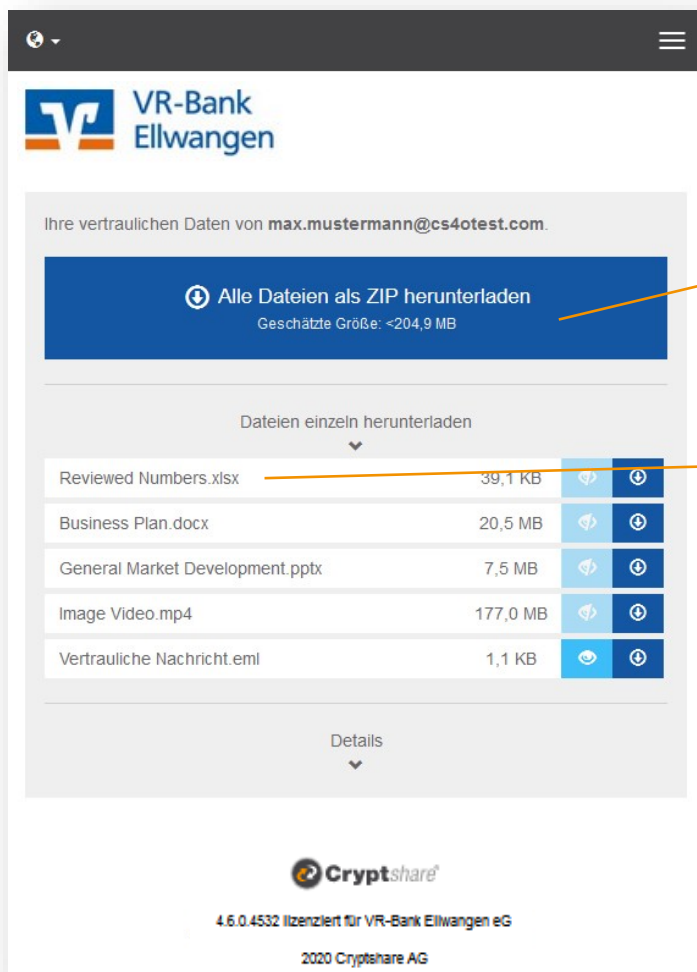 VR-Bank
Ellwangen
Ihre vertraulichen Daten von max.mustermann@cs4otest.com.
Alle Dateien als ZIP herunterladen
Geschätzte Größe: <204,9 MB
Dateien einzeln herunterladen
Reviewed Numbers.xlsx 39,1 KB
Business Plan.docx 20,5 MB
General Market Development.pptx 7,5 MB
Image Video.mp4 177,0 MB
Vertrauliche Nachricht.eml 1,1 KB
Details
Cryptshare
4.6.0.4532 lizenziert für VR-Bank Ellwangen eG
2020 Cryptshare AG